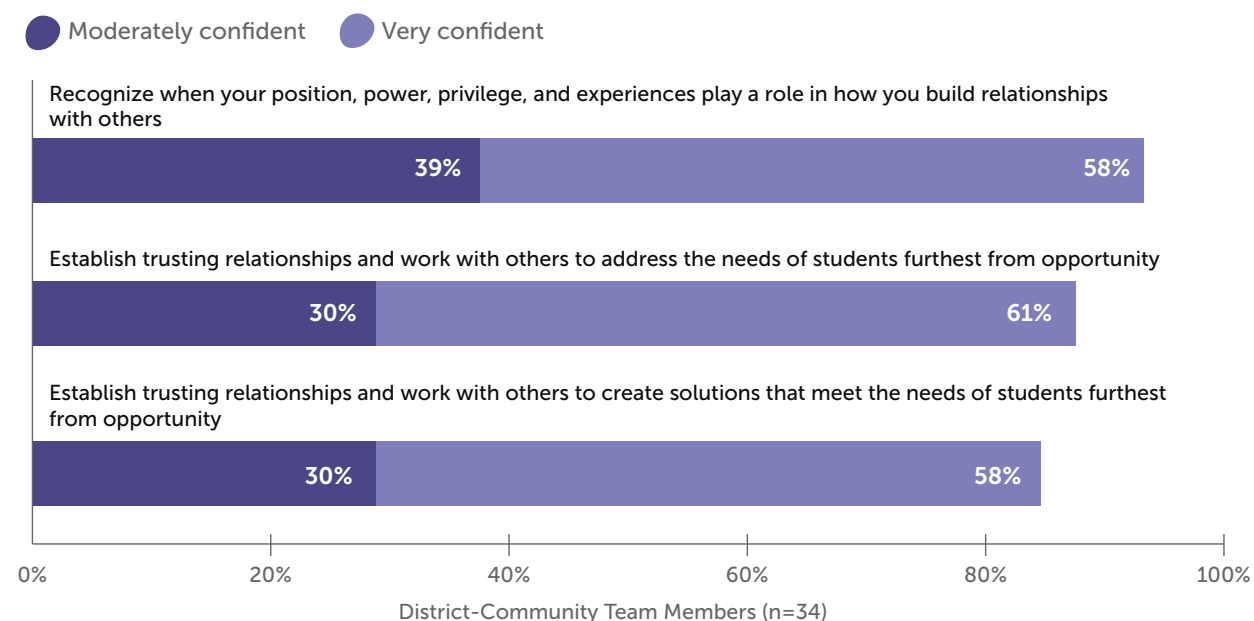 Moderately confident Very confident
Recognize when your position, power, privilege, and experiences play a role in how you build relationships
with others
39% 58%
Establish trusting relationships and work with others to address the needs of students furthest from opportunity
30% 61%
Establish trusting relationships and work with others to create solutions that meet the needs of students furthest
from opportunity
30% 58%
0% 20% 40% 60% 80% 100%
District-Community Team Members (n=34)